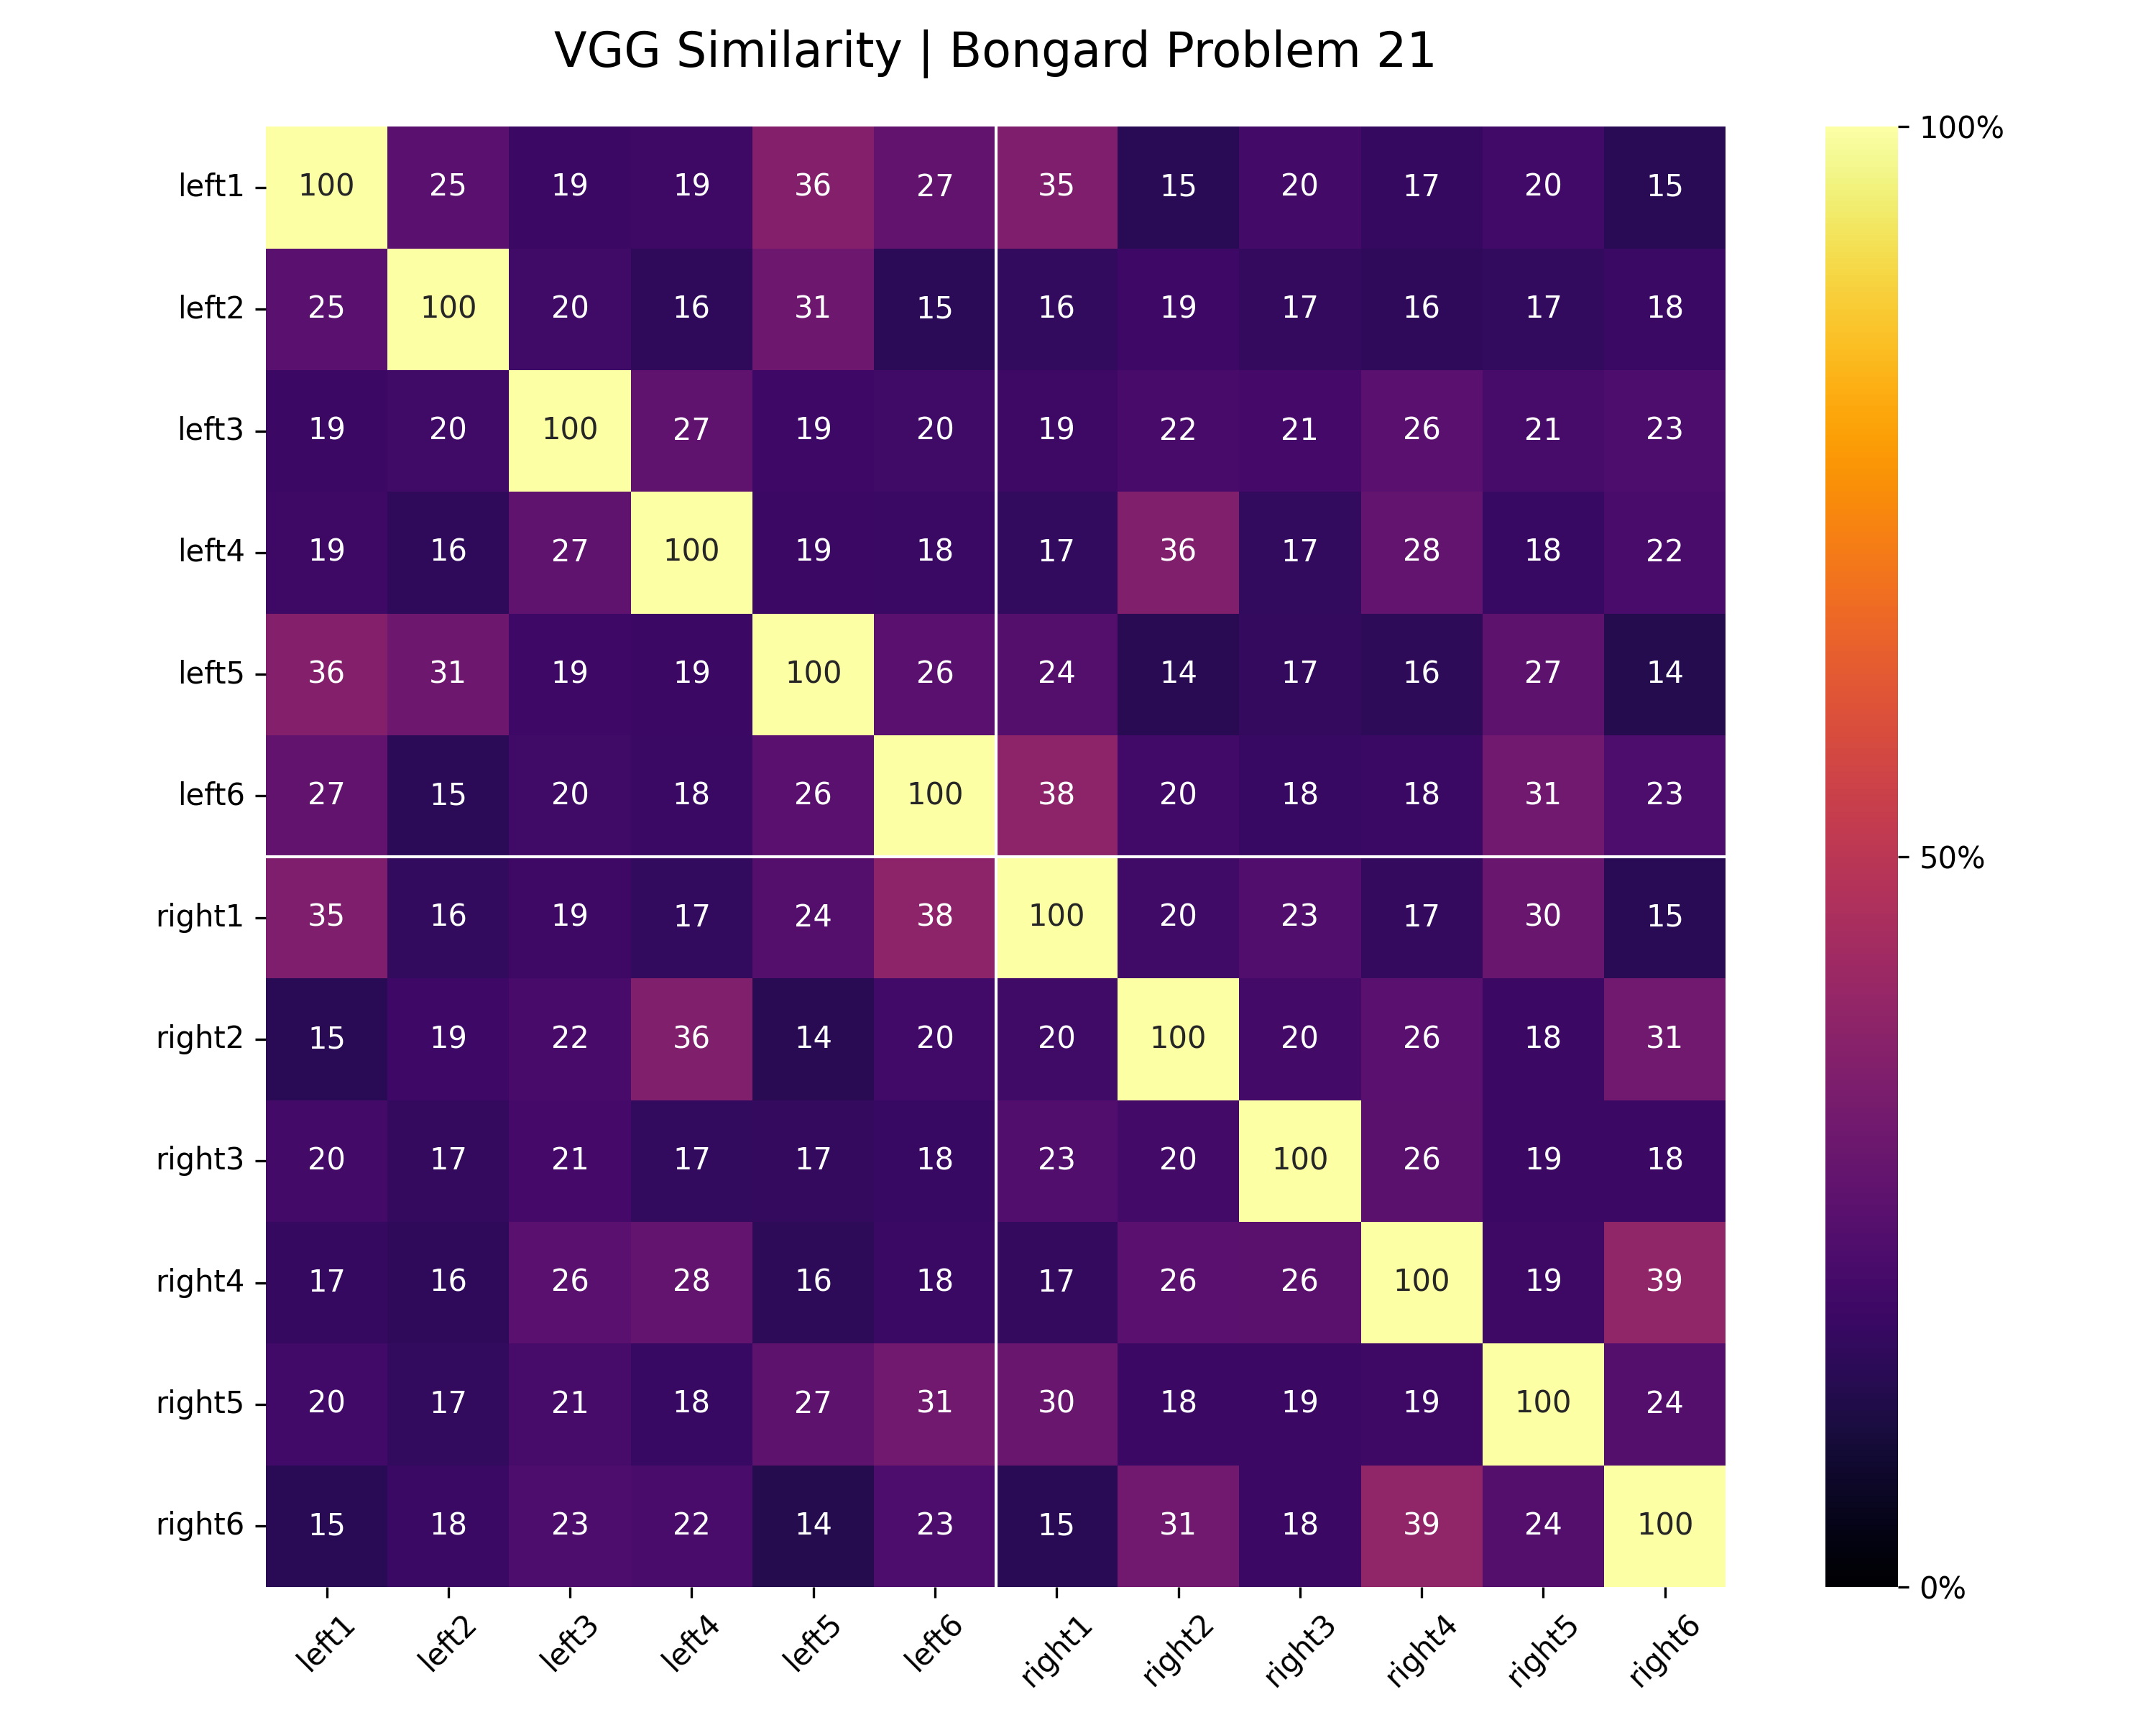 VGG Similarity | Bongard Problem 21
left1 100 25 19 19 36 27 35 15 20 17 20 15
left2 25 100 20 16 31 15 16 19 17 16 17 18
left3 19 20 100 27 19 20 19 22 21 26 21 23
left4 19 16 27 100 19 18 17 36 17 28 18 22
left5 36 31 19 19 100 26 24 14 17 16 27 14
left6 27 15 20 18 26 100 38 20 18 18 31 23
right1 35 16 19 17 24 38 100 20 23 17 30 15
right2 15 19 22 36 14 20 20 100 20 26 18 31
right3 20 17 21 17 17 18 23 20 100 26 19 18
right4 17 16 26 28 16 18 17 26 26 100 19 39
right5 20 17 21 18 27 31 30 18 19 19 100 24
right6 15 18 23 22 14 23 15 31 18 39 24 100
left1 left2 left3 left4 left5 left6 right1 right2 right3 right4 right5 right6
100%
50%
0%